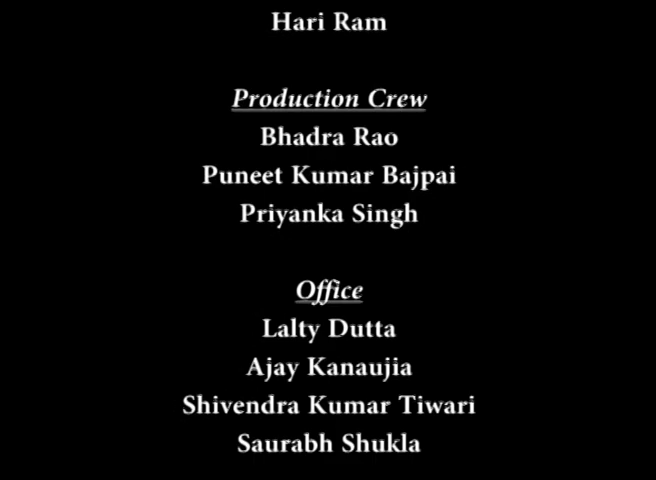 Hari Ram
Production Crew
Bhadra Rao
Puneet Kumar Bajpai
Priyanka Singh
Office
Lalty Dutta
Ajay Kanaujia
Shivendra Kumar Tiwari
Saurabh Shukla